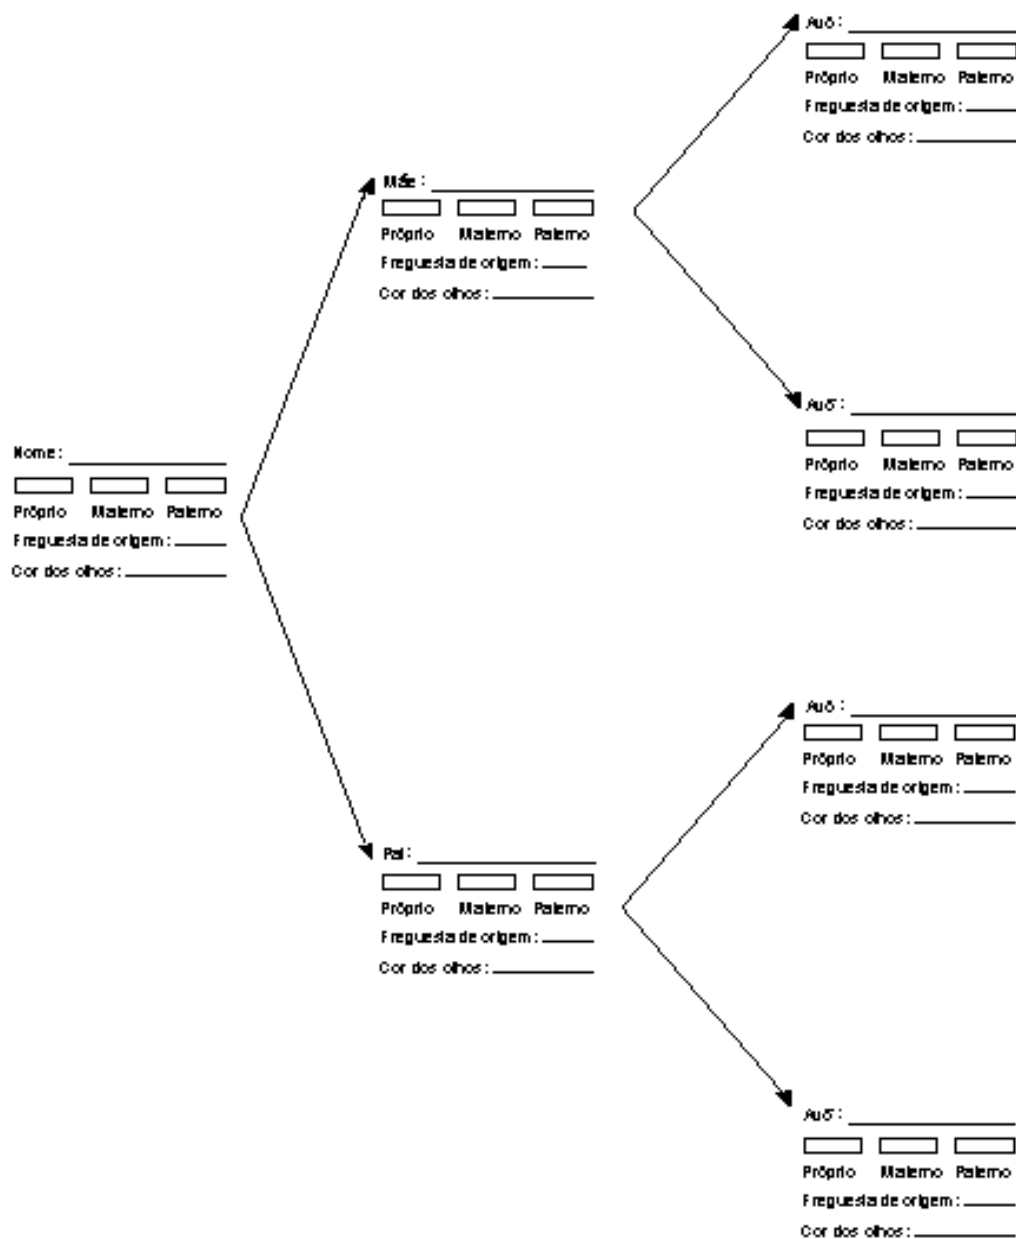 Avó:
Próprio Materno Paterno
Freguesia de origem:
Cor dos olhos:
Mãe:
Próprio Materno Paterno
Freguesia de origem:
Cor dos olhos:
Avô:
Próprio Materno Paterno
Freguesia de origem:
Cor dos olhos:
Nome:
Próprio Materno Paterno
Freguesia de origem:
Cor dos olhos:
Avó:
Próprio Materno Paterno
Freguesia de origem:
Cor dos olhos:
Pai:
Próprio Materno Paterno
Freguesia de origem:
Cor dos olhos:
Avô:
Próprio Materno Paterno
Freguesia de origem:
Cor dos olhos: